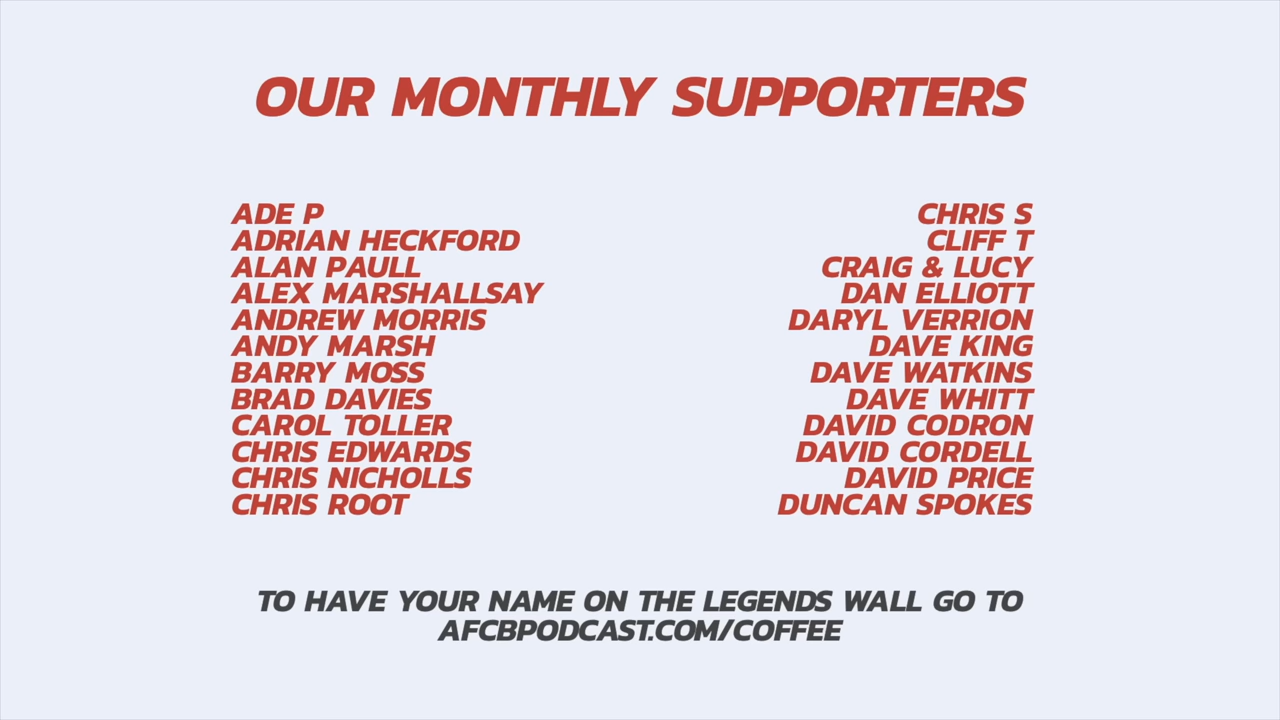 OUR MONTHLY SUPPORTERS
ADE P
ADRIAN HECKFORD
ALAN PAULL
ALEX MARSHALLSAY
ANDREW MORRIS
ANDY MARSH
BARRY MOSS
BRAD DAVIES
CAROL TOLLER
CHRIS EDWARDS
CHRIS NICHOLLS
CHRIS ROOT
CHRIS S
CLIFF T
CRAIG & LUCY
DAN ELLIOTT
DARYL VERRION
DAVE KING
DAVE WATKINS
DAVE WHITT
DAVID CODRON
DAVID CORDELL
DAVID PRICE
DUNCAN SPOKES
TO HAVE YOUR NAME ON THE LEGENDS WALL GO TO
AFCBPODCAST.COM/COFFEE